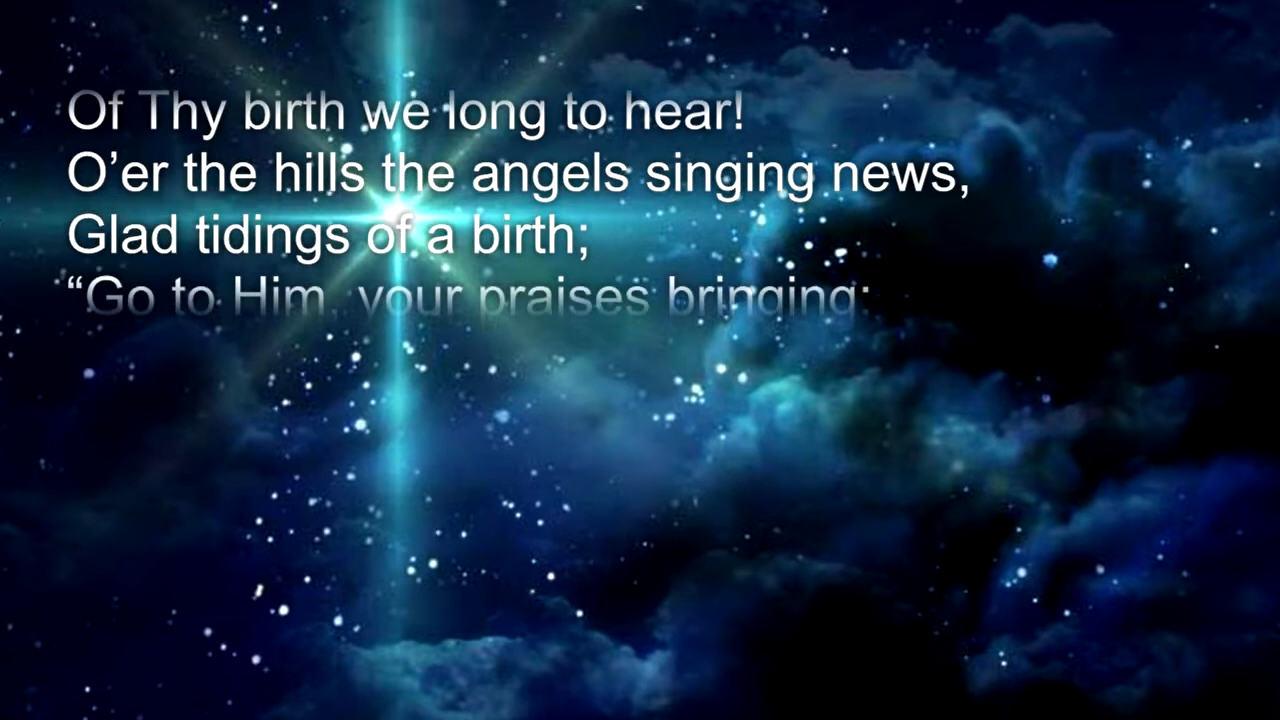 Of Thy birth we long to hear!
O’er the hills the angels singing news,
Glad tidings of a birth;
“Go to Him, your praises bringing;